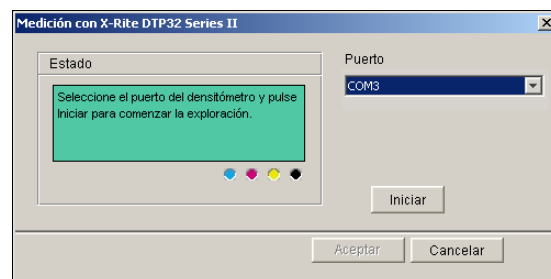 Medición con X-Rite DTP32 Series II
Estado
Seleccione el puerto del densitómetro y pulse
Iniciar para comenzar la exploración.
Puerto
COM3
Iniciar
Aceptar
Cancelar